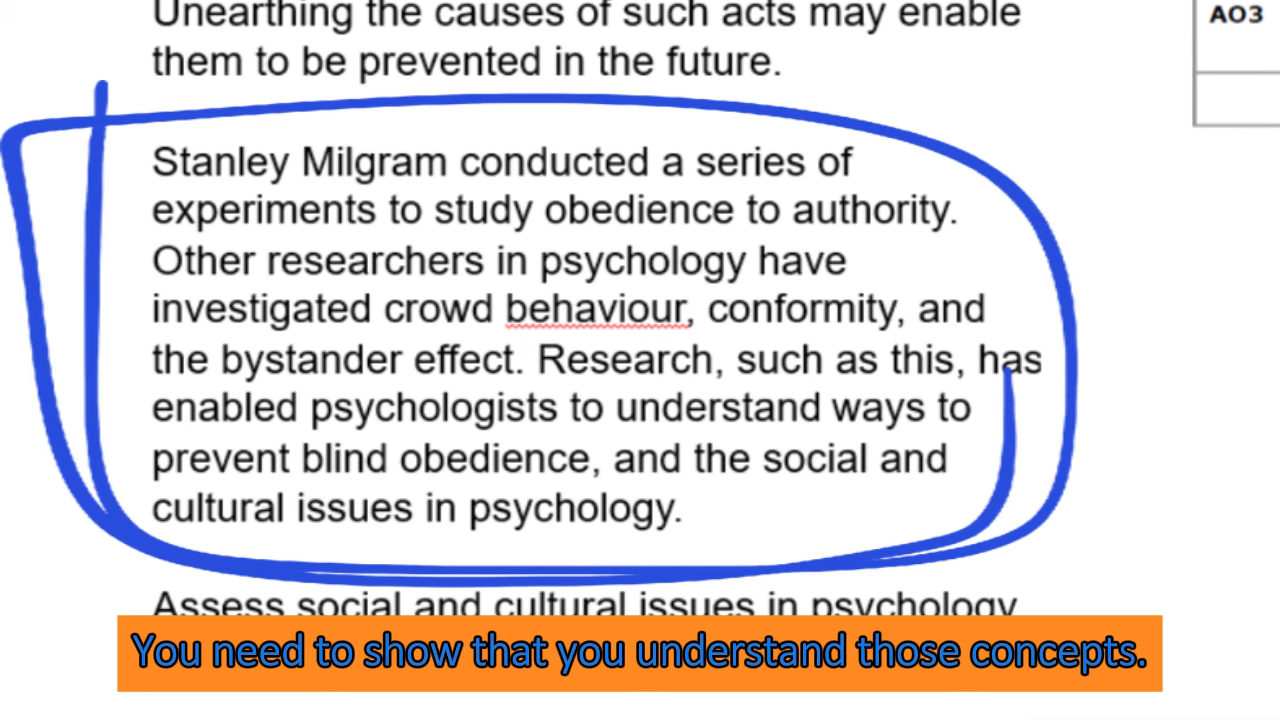 Unearthing the causes of such acts may enable
them to be prevented in the future.
AO3
Stanley Milgram conducted a series of
experiments to study obedience to authority.
Other researchers in psychology have
investigated crowd behaviour, conformity, and
the bystander effect. Research, such as this, has
enabled psychologists to understand ways to
prevent blind obedience, and the social and
cultural issues in psychology.
Assess social and cultural issues in psychology
You need to show that you understand those concepts.